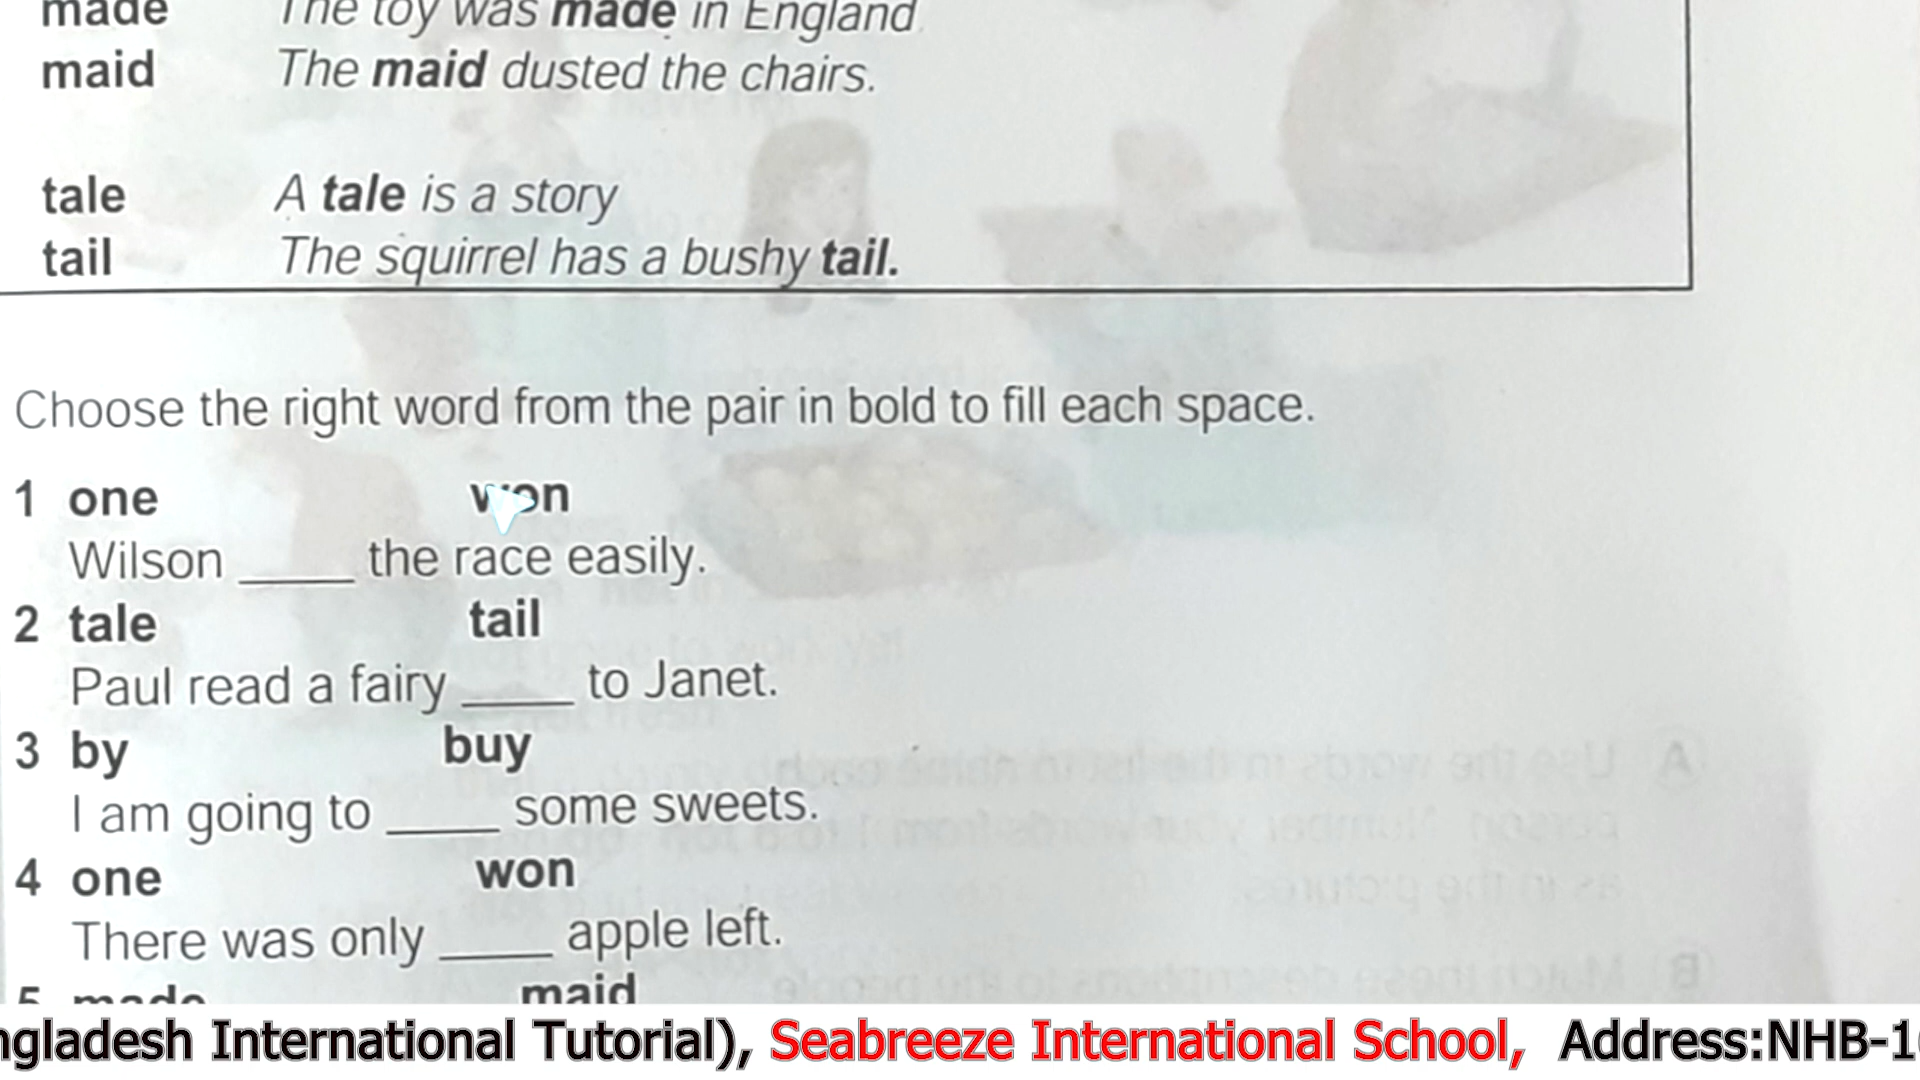 made The toy was made in England
maid The maid dusted the chairs.
tale A tale is a story
tail The squirrel has a bushy tail.
Choose the right word from the pair in bold to fill each space.
1 one won
Wilson _____ the race easily.
2 tale tail
Paul read a fairy _____ to Janet.
3 by buy
I am going to _____ some sweets.
4 one won
There was only _____ apple left.
5 made maid
ngladesh International Tutorial), Seabreeze International School, Address:NHB-1